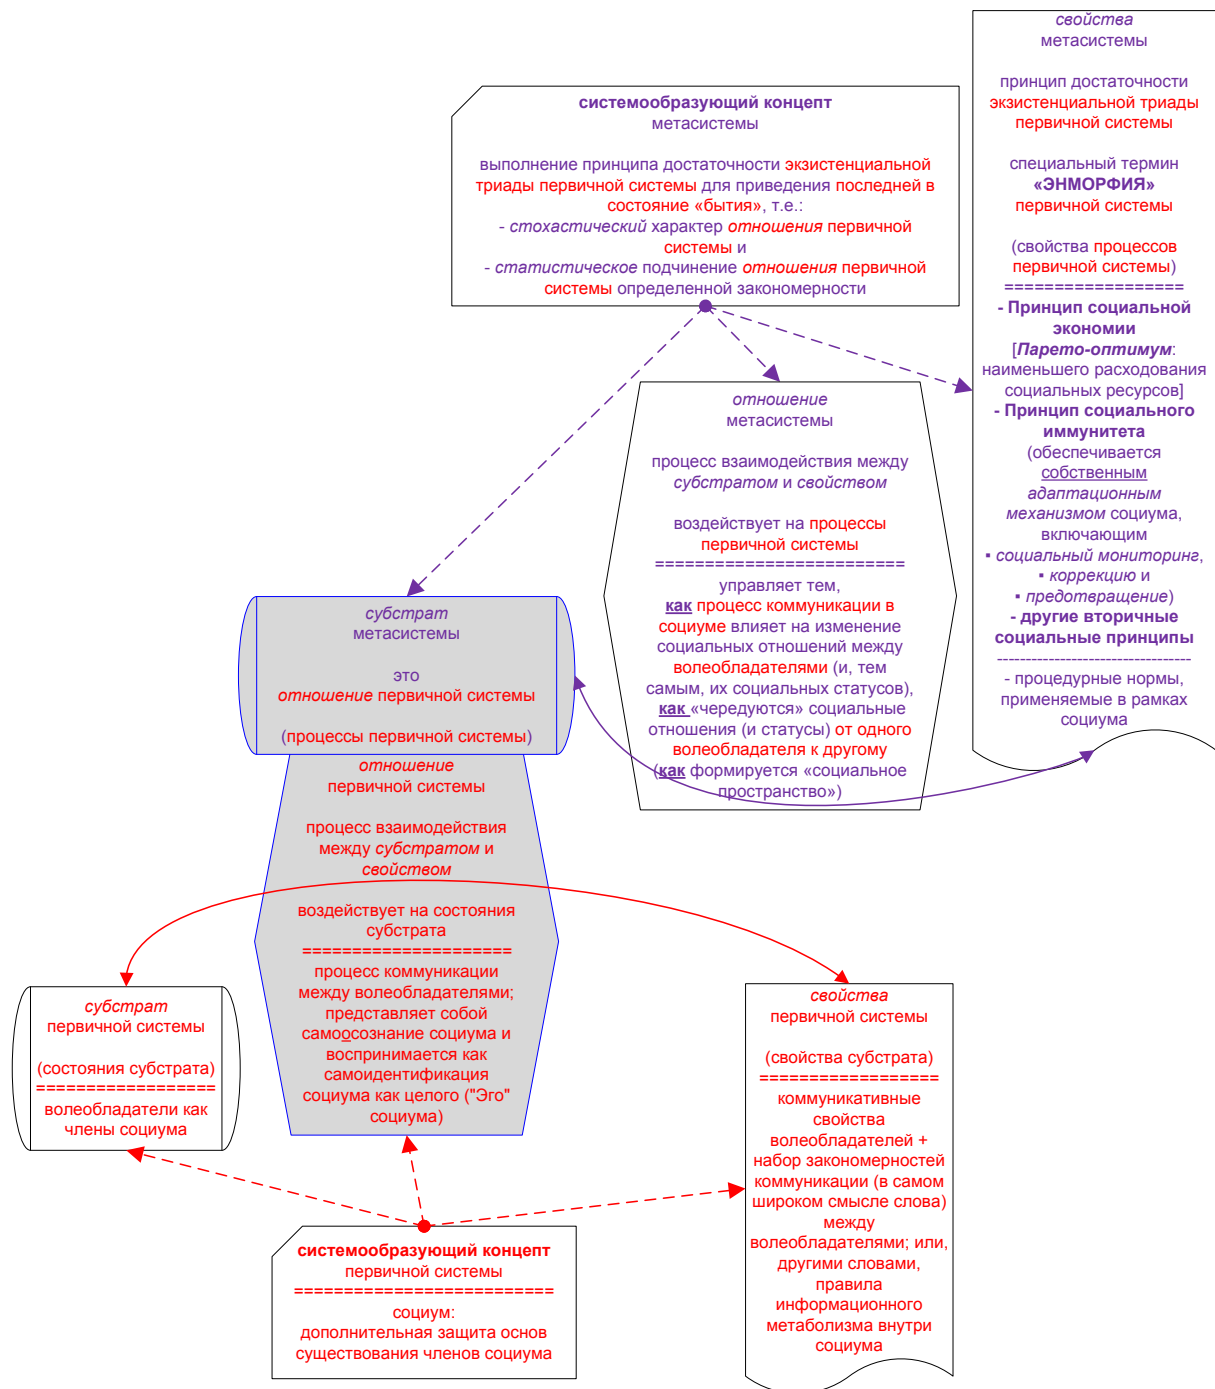 свойства
метасистемы
принцип достаточности
экзистенциальной триады
первичной системы
специальный термин
«ЭНМОРФИЯ»
первичной системы
(свойства процессов
первичной системы)
==================
- Принцип социальной
экономии
[Парето-оптимум:
наименьшего расходования
социальных ресурсов]
- Принцип социального
иммунитета
(обеспечивается
собственным
адаптационным
механизмом социума,
включающим
▪ социальный мониторинг,
▪ коррекцию и
▪ предотвращение)
- другие вторичные
социальные принципы
----------------------------------
- процедурные нормы,
применяемые в рамках
социума
системообразующий концепт
метасистемы
выполнение принципа достаточности экзистенциальной
триады первичной системы для приведения последней в
состояние «бытия», т.е.:
- стохастический характер отношения первичной
системы и
- статистическое подчинение отношения первичной
системы определенной закономерности
отношение
метасистемы
процесс взаимодействия между
субстратом и свойством
воздействует на процессы
первичной системы
=========================
управляет тем,
как процесс коммуникации в
социуме влияет на изменение
социальных отношений между
волеобладателями (и, тем
самым, их социальных статусов),
как «чередуются» социальные
отношения (и статусы) от одного
волеобладателя к другому
(как формируется «социальное
пространство»)
субстрат
метасистемы
это
отношение первичной системы
(процессы первичной системы)
отношение
первичной системы
процесс взаимодействия
между субстратом и
свойством
воздействует на состояния
субстрата
=====================
процесс коммуникации
между волеобладателями;
представляет собой
самоосознание социума и
воспринимается как
самоидентификация
социума как целого ("Эго"
социума)
субстрат
первичной системы
(состояния субстрата)
==================
волеобладатели как
члены социума
свойства
первичной системы
(свойства субстрата)
==================
коммуникативные
свойства
волеобладателей +
набор закономерностей
коммуникации (в самом
широком смысле слова)
между
волеобладателями; или,
другими словами,
правила
информационного
метаболизма внутри
социума
системообразующий концепт
первичной системы
==========================
социум:
дополнительная защита основ
существования членов социума